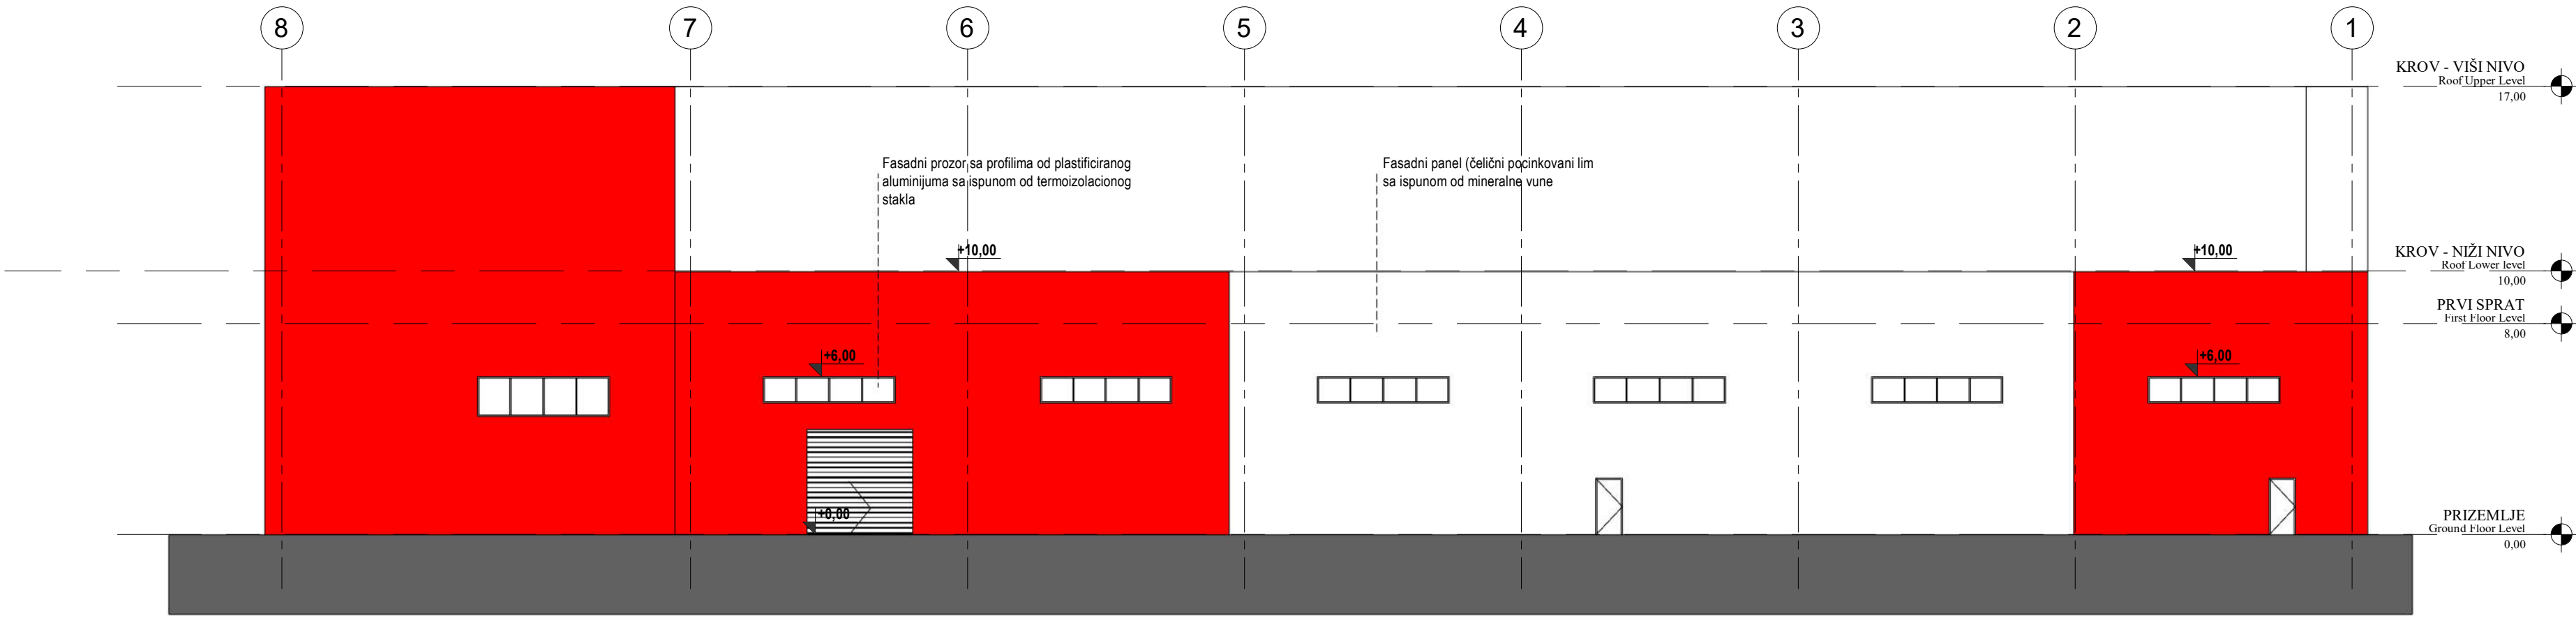 8 7 6 5 4 3 2 1
KROV - VIŠI NIVO
Roof Upper Level
17,00
Fasadni prozor sa profilima od plastificiranog
aluminijuma sa ispunom od termoizolacionog
stakla
Fasadni panel (čelični pocinkovani lim
sa ispunom od mineralne vune
+10,00
+10,00
KROV - NIŽI NIVO
Roof Lower level
10,00
PRVI SPRAT
First Floor Level
8,00
+6,00
+6,00
+0,00
PRIZEMLJE
Ground Floor Level
0,00